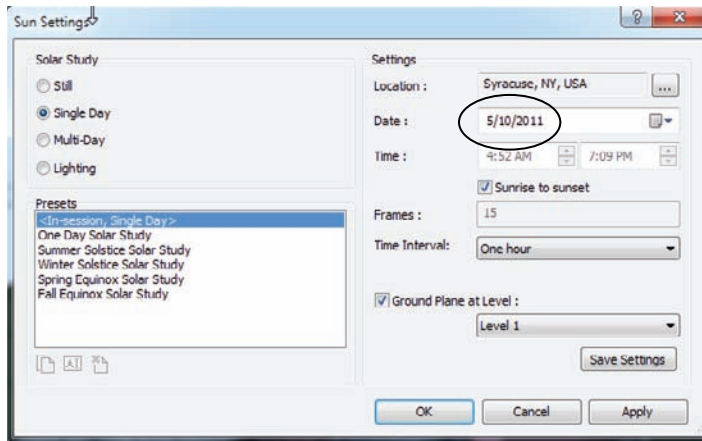 Sun Settings
Solar Study
Still
Single Day
Multi-Day
Lighting
Presets
<In-session, Single Day>
One Day Solar Study
Summer Solstice Solar Study
Winter Solstice Solar Study
Spring Equinox Solar Study
Fall Equinox Solar Study
Settings
Location : Syracuse, NY, USA ...
Date : 5/10/2011
Time : 4:52 AM 7:09 PM
Sunrise to sunset
Frames : 15
Time Interval: One hour
Ground Plane at Level :
Level 1
Save Settings
OK Cancel Apply